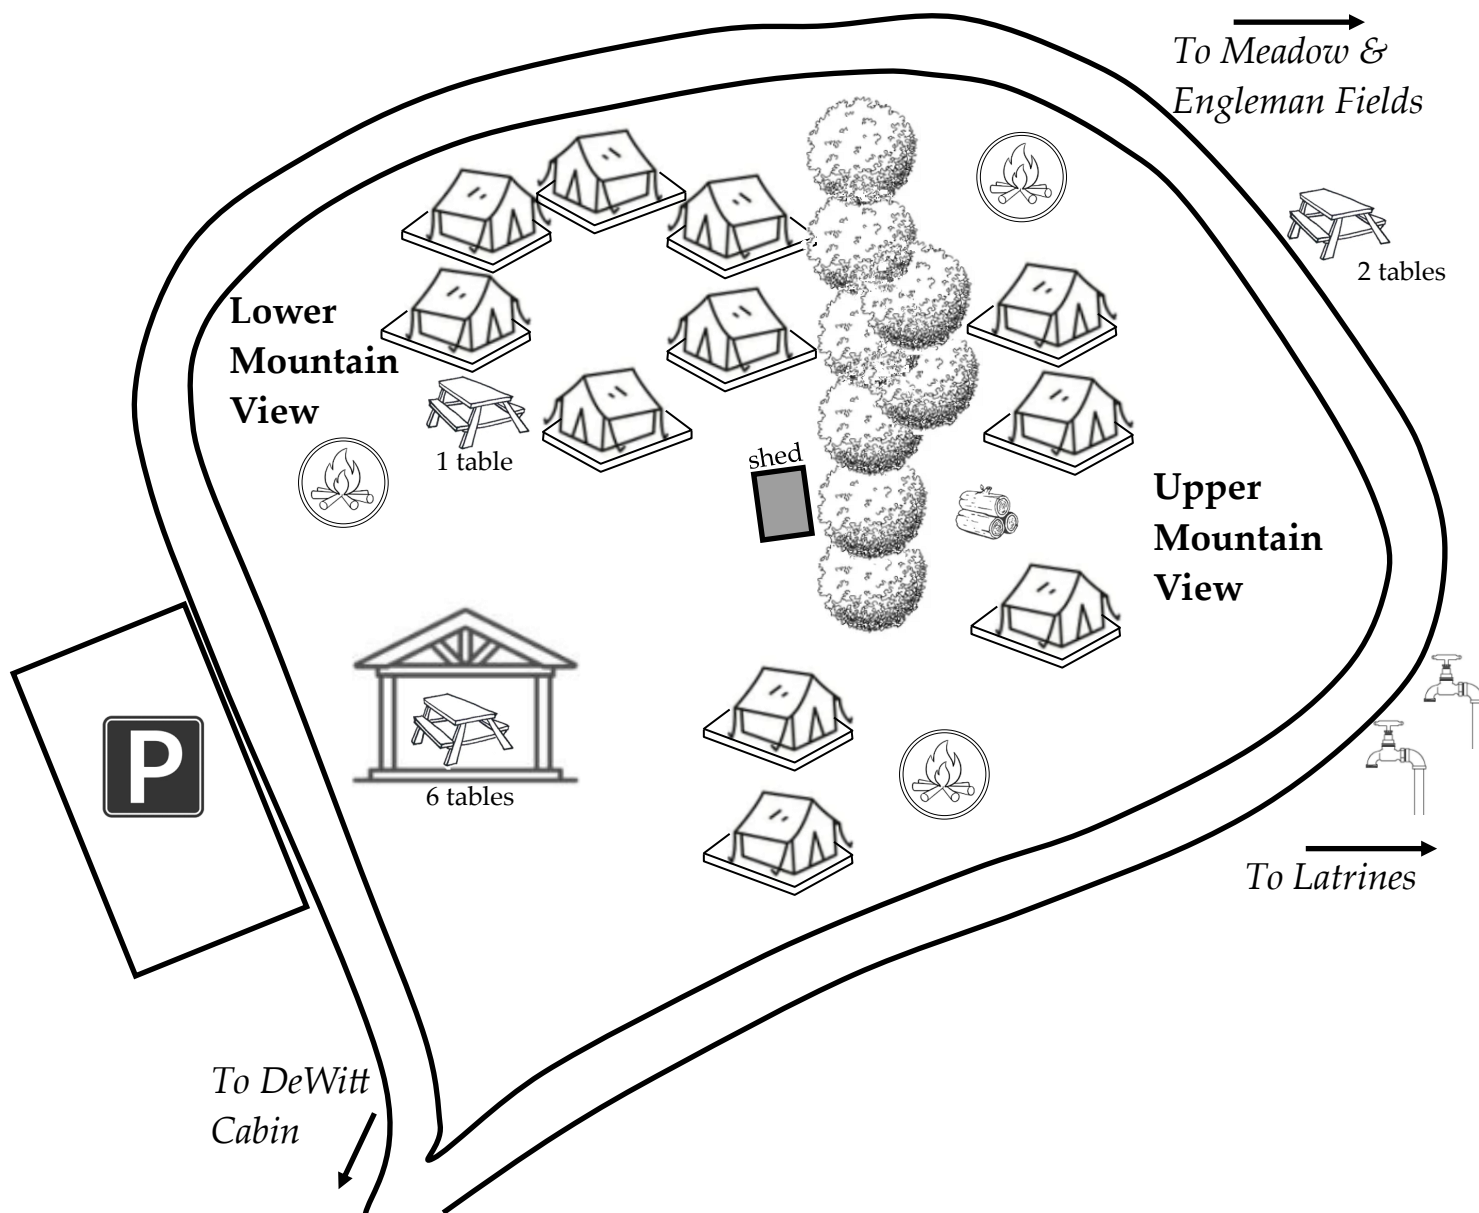 To Meadow &
Engleman Fields
2 tables
Lower
Mountain
View
1 table
shed
Upper
Mountain
View
P
6 tables
To Latrines
To DeWitt
Cabin